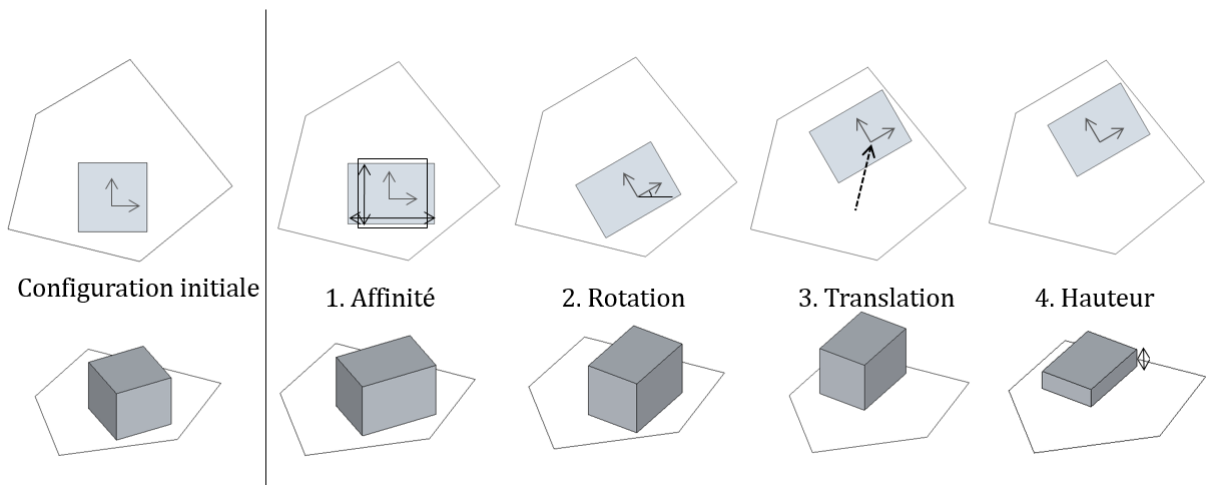 Configuration initiale
1. Affinité
2. Rotation
3. Translation
4. Hauteur